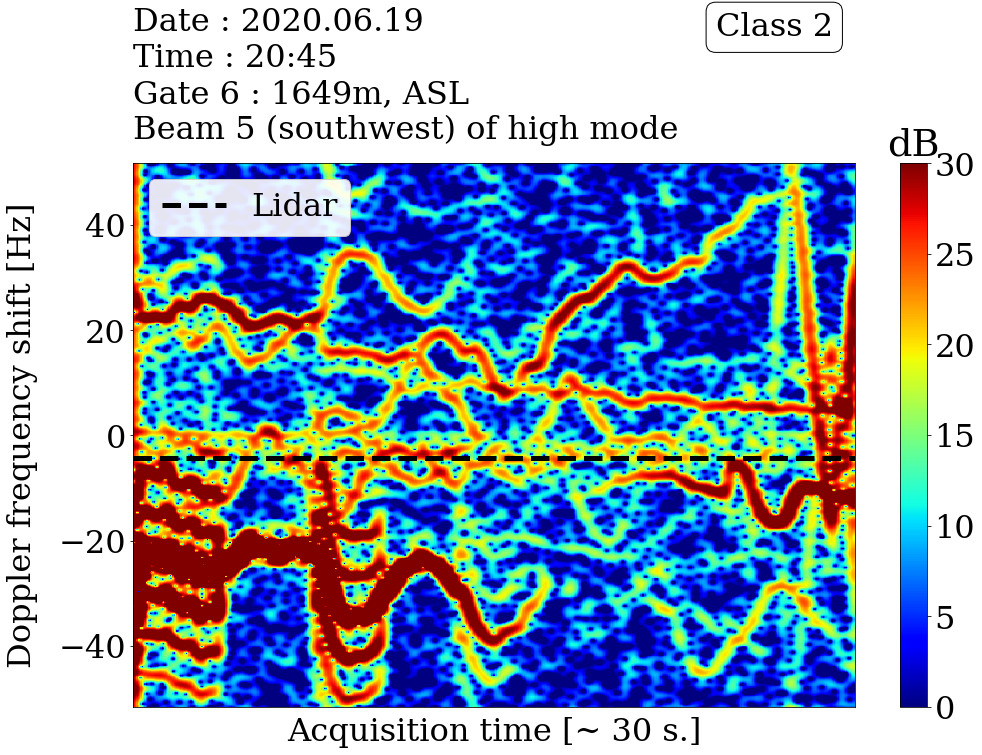 Date : 2020.06.19
Time : 20:45
Gate 6 : 1649m, ASL
Beam 5 (southwest) of high mode
Class 2
dB
Lidar
Doppler frequency shift [Hz]
40
20
0
−20
−40
Acquisition time [~ 30 s.]
30
25
20
15
10
5
0